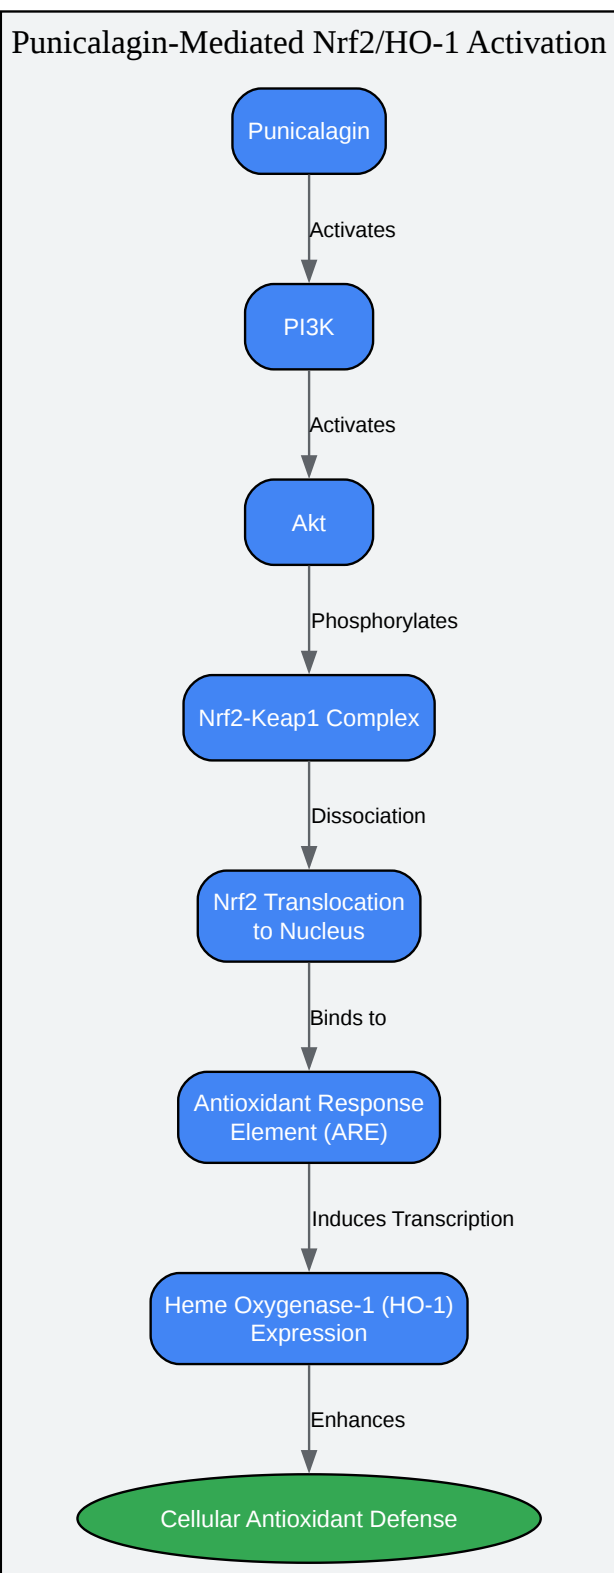 Punicalagin-Mediated Nrf2/HO-1 Activation
Punicalagin
Activates
PI3K
Activates
Akt
Phosphorylates
Nrf2-Keap1 Complex
Dissociation
Nrf2 Translocation
to Nucleus
Binds to
Antioxidant Response
Element (ARE)
Induces Transcription
Heme Oxygenase-1 (HO-1)
Expression
Enhances
Cellular Antioxidant Defense